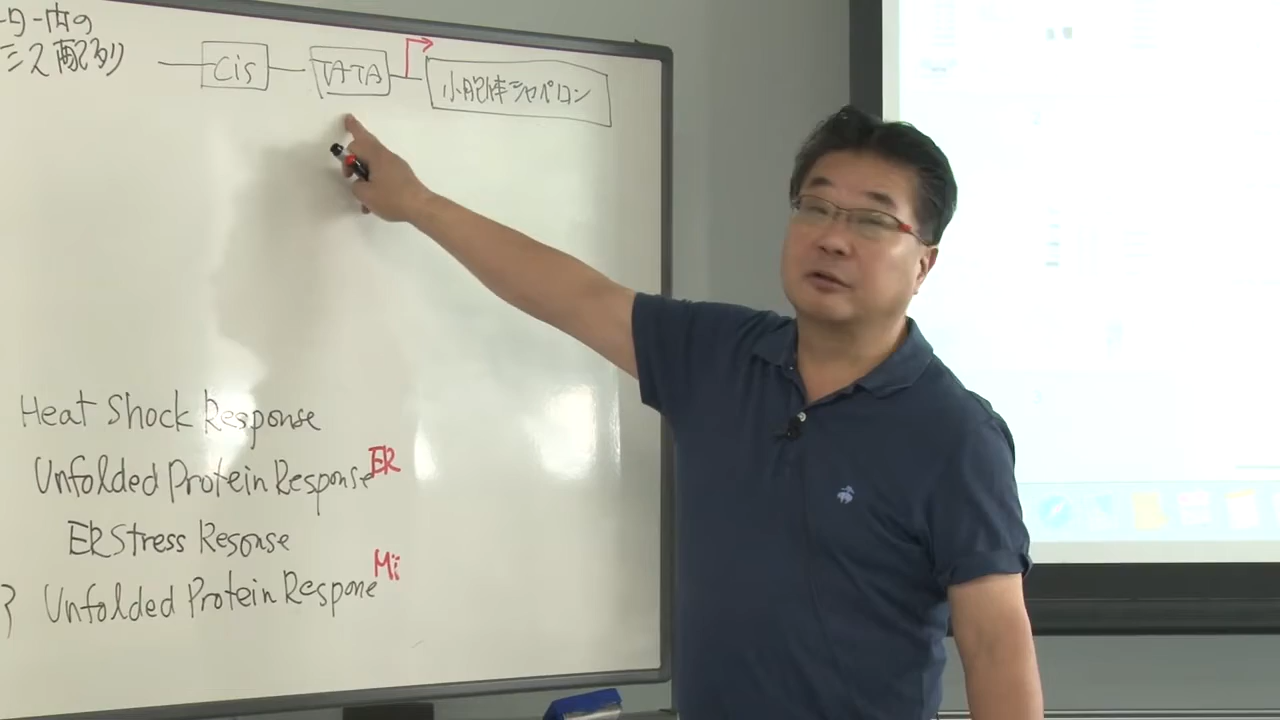 ーター内の
シス配列
Cis TATA 小胞体シャペロン
Heat Shock Response
Unfolded Protein Response ER
ER Stress Resonse
Unfolded Protein Respone Mi